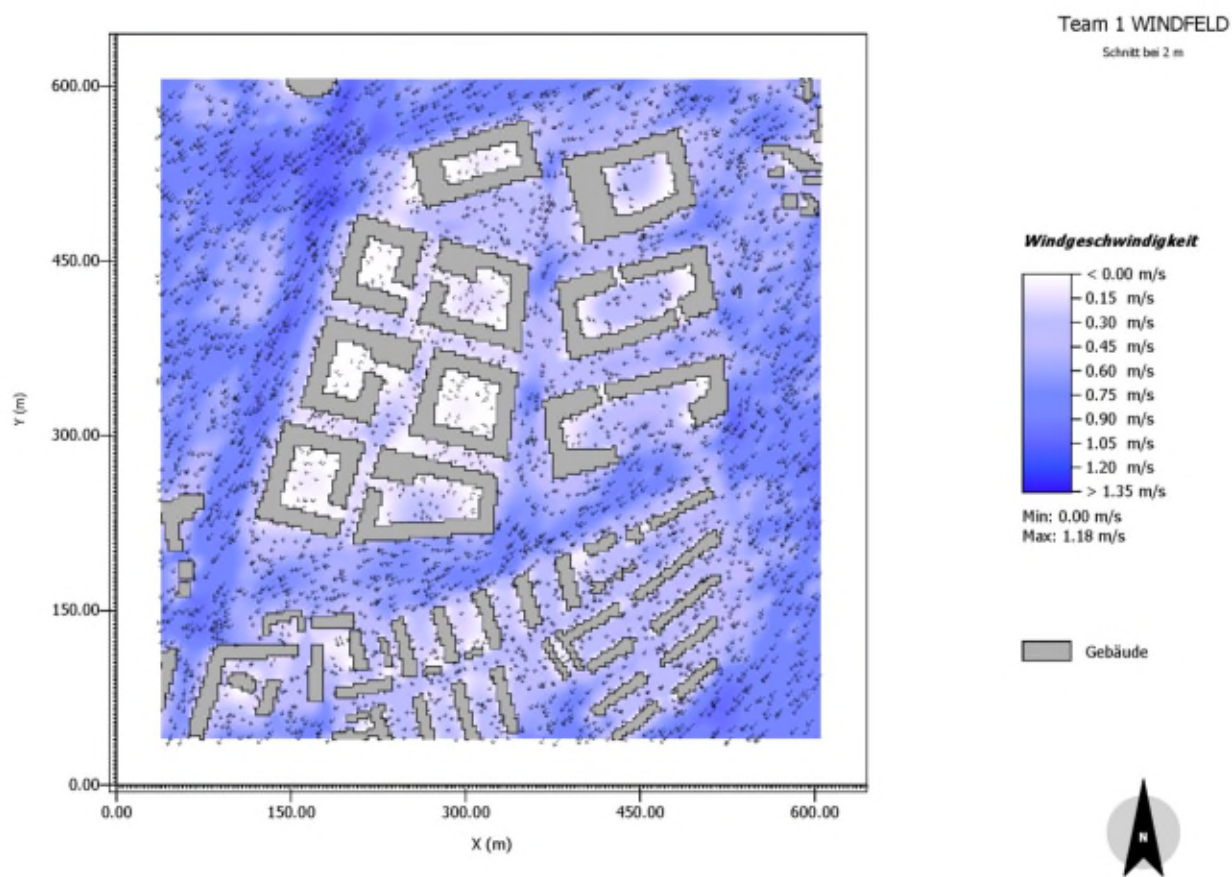 Team 1 WINDFELD
Schnitt bei 2 m
600.00
450.00
Y (m)
300.00
150.00
0.00
0.00
150.00
300.00
450.00
600.00
X (m)
Windgeschwindigkeit
< 0.00 m/s
0.15 m/s
0.30 m/s
0.45 m/s
0.60 m/s
0.75 m/s
0.90 m/s
1.05 m/s
1.20 m/s
> 1.35 m/s
Min: 0.00 m/s
Max: 1.18 m/s
Gebäude
N